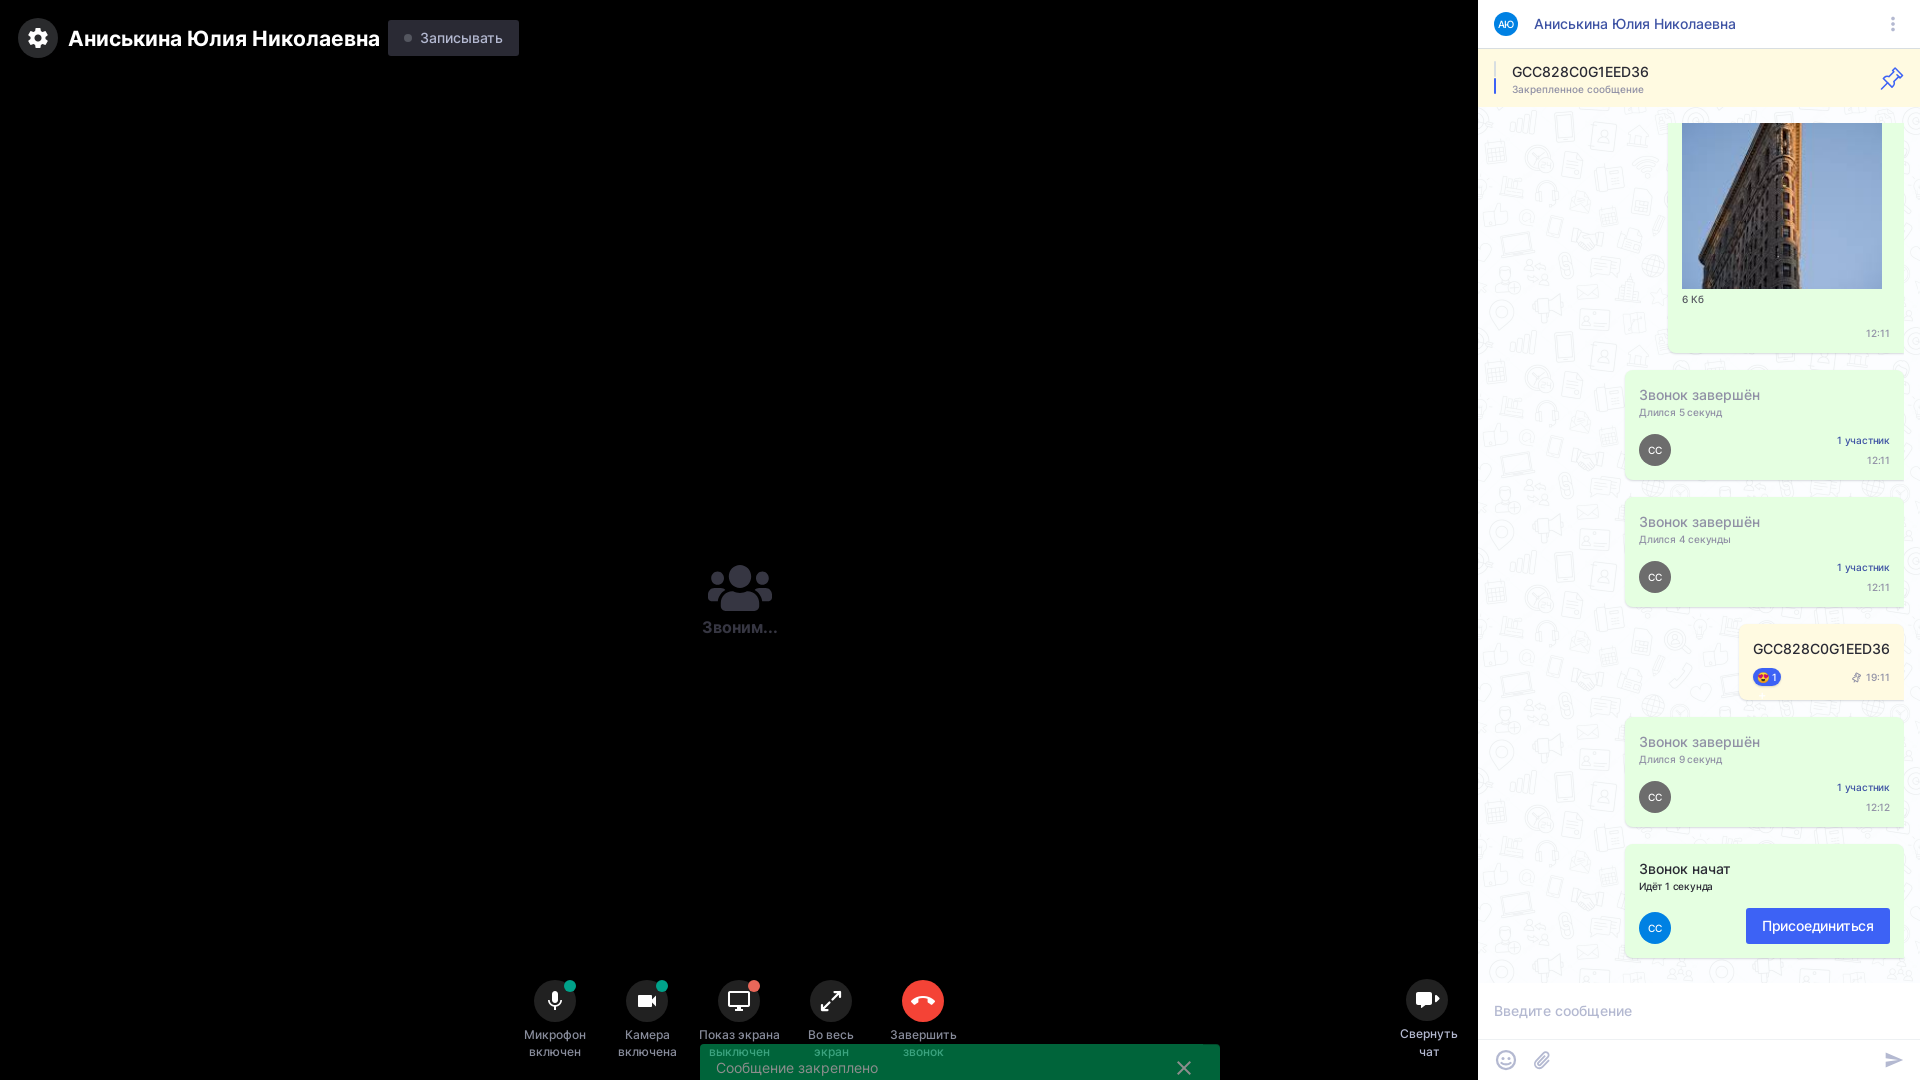 Аниськина Юлия Николаевна
Записывать
Звоним...
Микрофон
включен
Камера
включена
Показ экрана
выключен
Во весь
экран
Завершить
звонок
Свернуть
чат
Сообщение закреплено
АЮ
Аниськина Юлия Николаевна
GCC828C0G1EED36
Закрепленное сообщение
6 Кб
12:11
Звонок завершён
Длился 5 секунд
СС
1 участник
12:11
Звонок завершён
Длился 4 секунды
СС
1 участник
12:11
GCC828C0G1EED36
1
19:11
Звонок завершён
Длился 9 секунд
СС
1 участник
12:12
Звонок начат
Идёт 1 секунда
СС
Присоединиться
Введите сообщение